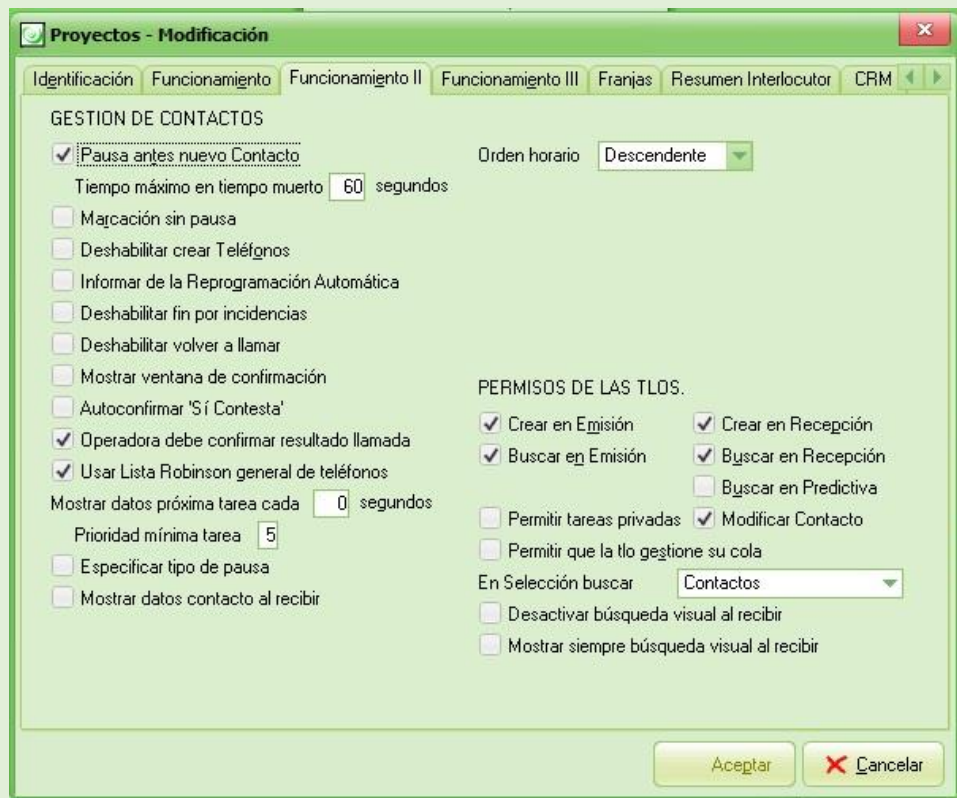 Proyectos - Modificación
Identificación Funcionamiento Funcionamiento II Funcionamiento III Franjas Resumen Interlocutor CRM
GESTION DE CONTACTOS
Pausa antes nuevo Contacto
Orden horario Descendente
Tiempo máximo en tiempo muerto 60 segundos
Marcación sin pausa
Deshabilitar crear Teléfonos
Informar de la Reprogramación Automática
Deshabilitar fin por incidencias
Deshabilitar volver a llamar
Mostrar ventana de confirmación
Autoconfirmar 'Sí Contesta'
Operadora debe confirmar resultado llamada
Usar Lista Robinson general de teléfonos
Mostrar datos próxima tarea cada 0 segundos
Prioridad mínima tarea 5
Especificar tipo de pausa
Mostrar datos contacto al recibir
PERMISOS DE LAS TLOS.
Crear en Emisión Crear en Recepción
Buscar en Emisión Buscar en Recepción
Buscar en Predictiva
Permitir tareas privadas Modificar Contacto
Permitir que la tlo gestione su cola
En Selección buscar Contactos
Desactivar búsqueda visual al recibir
Mostrar siempre búsqueda visual al recibir
Aceptar Cancelar